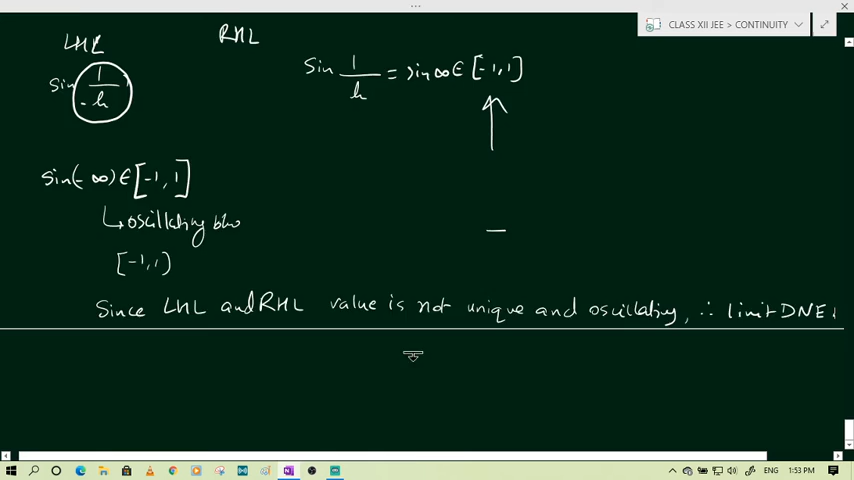 CLASS XII JEE > CONTINUITY
LHL
RHL
sin 1/-h
Sin 1/h = sin∞ ∈ [-1,1]
sin(-∞) ∈ [-1,1]
↳ oscillating
[-1,1)
Since LHL and RHL value is not unique and oscillating, ∴ limit DNE.
ENG
1:53 PM